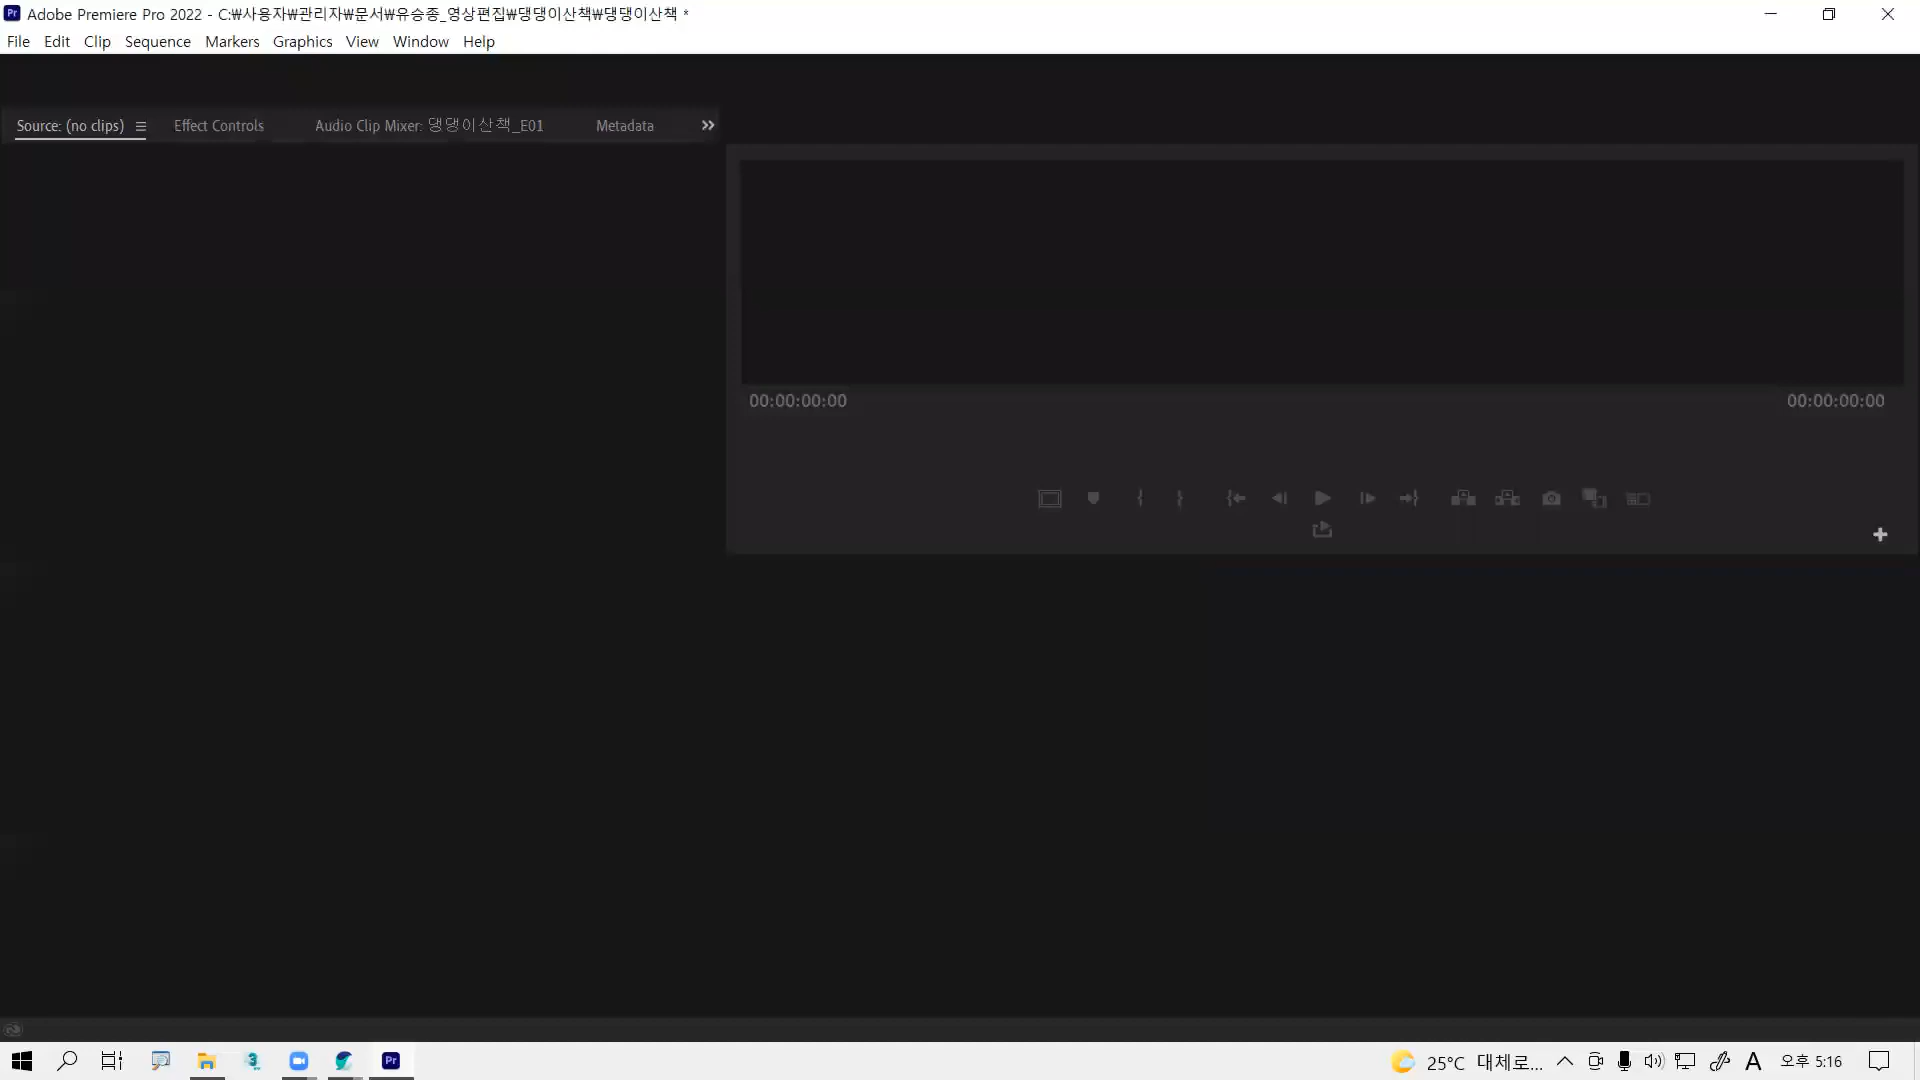 Adobe Premiere Pro 2022 - C:₩사용자₩관리자₩문서₩유승종_영상편집₩댕댕이산책₩댕댕이산책 *
File Edit Clip Sequence Markers Graphics View Window Help
Source: (no clips) Effect Controls Audio Clip Mixer: 댕댕이산책_E01 Metadata
00:00:00:00 00:00:00:00
Pr 25°C 대체로... A 오후 5:16